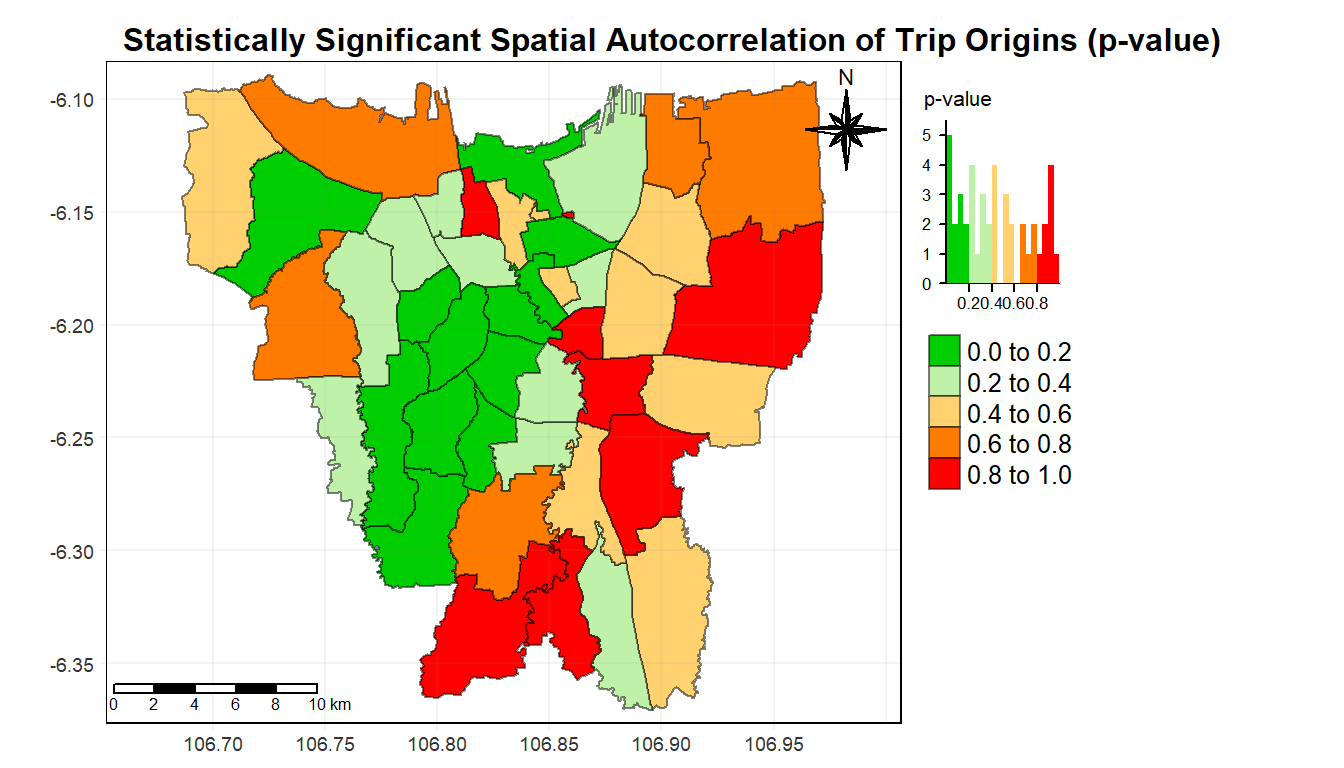 Statistically Significant Spatial Autocorrelation of Trip Origins (p-value)
N
-6.10
-6.15
-6.20
-6.25
-6.30
-6.35
0 2 4 6 8 10 km
106.70 106.75 106.80 106.85 106.90 106.95
p-value
5
4
3
2
1
0
0.20.40.60.8
0.0 to 0.2
0.2 to 0.4
0.4 to 0.6
0.6 to 0.8
0.8 to 1.0